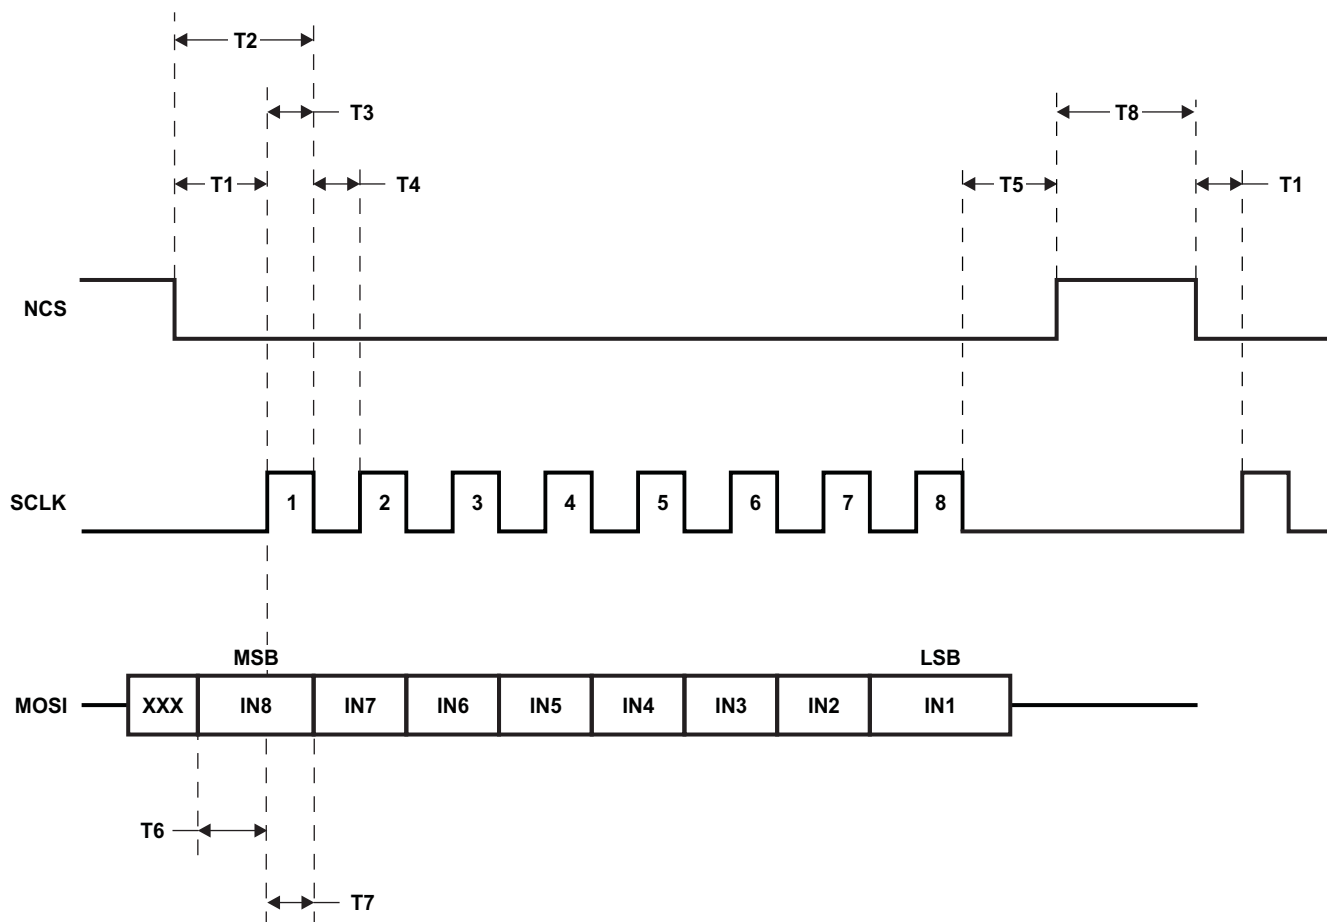 T2
T3
T8
T1 T4 T5 T1
NCS
SCLK 1 2 3 4 5 6 7 8
MSB LSB
MOSI XXX IN8 IN7 IN6 IN5 IN4 IN3 IN2 IN1
T6
T7